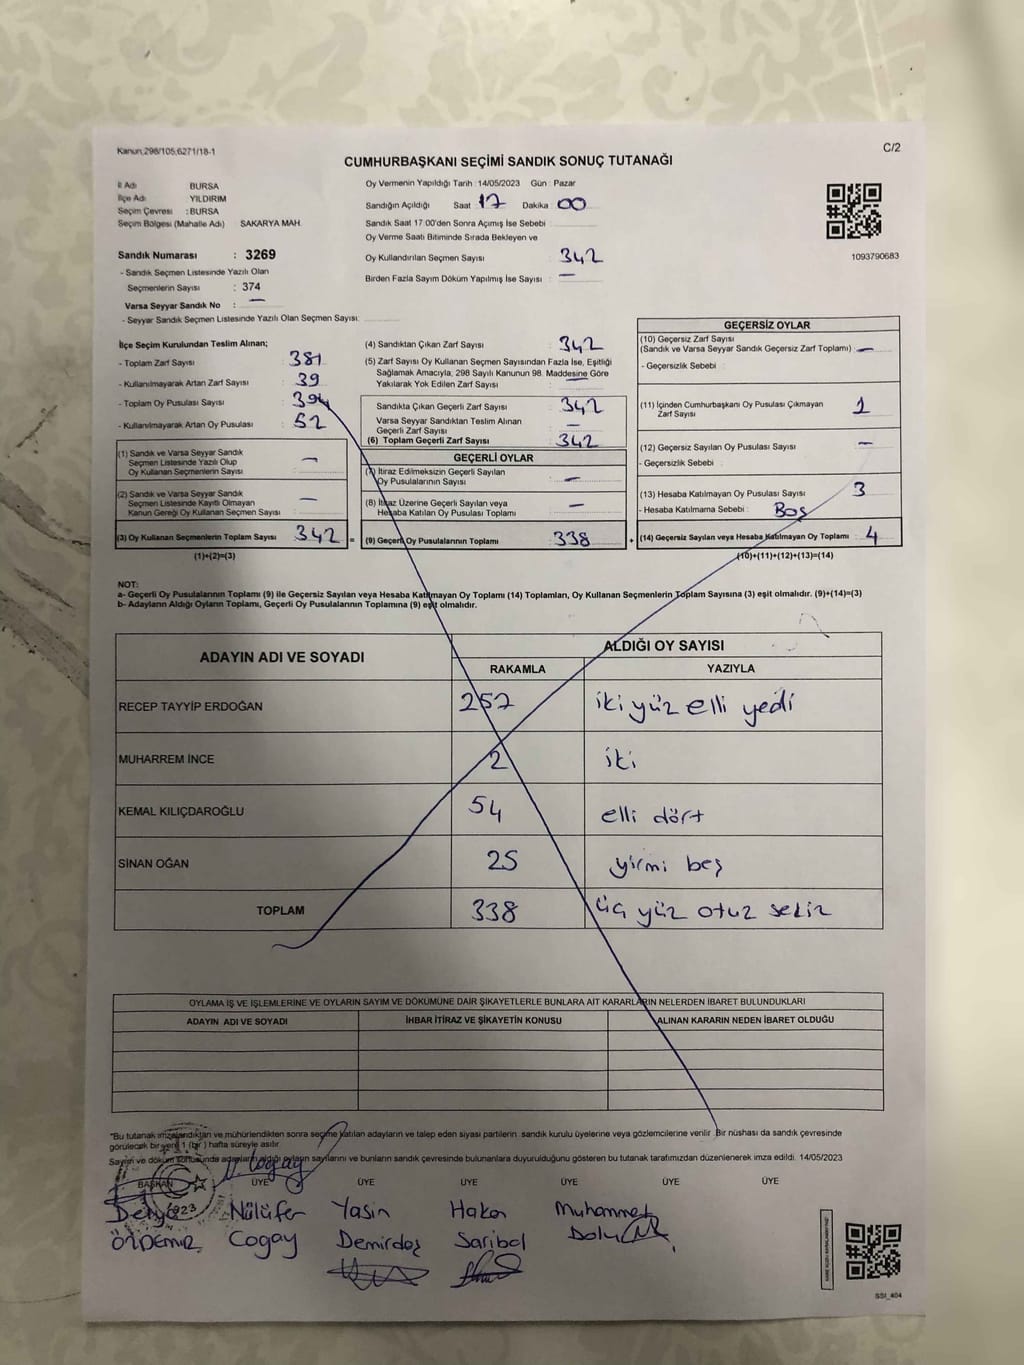 Kanun;298/105;6271/18-1
C/2
CUMHURBAŞKANI SEÇİMİ SANDIK SONUÇ TUTANAĞI
İl Adı BURSA
İlçe Adı YILDIRIM
Seçim Çevresi : BURSA
Seçim Bölgesi (Mahalle Adı) SAKARYA MAH.
Sandık Numarası : 3269
- Sandık Seçmen Listesinde Yazılı Olan
Seçmenlerin Sayısı : 374
Varsa Seyyar Sandık No : —
- Seyyar Sandık Seçmen Listesinde Yazılı Olan Seçmen Sayısı:
Oy Vermenin Yapıldığı Tarih : 14/05/2023 Gün : Pazar
Sandığın Açıldığı Saat 17 Dakika 00
Sandık Saat 17:00'den Sonra Açımış İse Sebebi
Oy Verme Saati Bitiminde Sırada Bekleyen ve
Oy Kullandırılan Seçmen Sayısı : 342
Birden Fazla Sayım Döküm Yapılmış İse Sayısı : —
1093790683
İlçe Seçim Kurulundan Teslim Alınan;
- Toplam Zarf Sayısı : 381
- Kullanılmayarak Artan Zarf Sayısı : 39
- Toplam Oy Pusulası Sayısı : 394
- Kullanılmayarak Artan Oy Pusulası : 52
(1) Sandık ve Varsa Seyyar Sandık
Seçmen Listesinde Yazılı Olup
Oy Kullanan Seçmenlerin Sayısı —
(2) Sandık ve Varsa Seyyar Sandık
Seçmen Listesinde Kayıtlı Olmayan
Kanun Gereği Oy Kullanan Seçmen Sayısı —
(3) Oy Kullanan Seçmenlerin Toplam Sayısı 342 =
(1)+(2)=(3)
(4) Sandıktan Çıkan Zarf Sayısı : 342
(5) Zarf Sayısı Oy Kullanan Seçmen Sayısından Fazla İse, Eşitliği
Sağlamak Amacıyla, 298 Sayılı Kanunun 98. Maddesine Göre
Yakılarak Yok Edilen Zarf Sayısı : —
Sandıkta Çıkan Geçerli Zarf Sayısı : 342
Varsa Seyyar Sandıktan Teslim Alınan
Geçerli Zarf Sayısı : —
(6) Toplam Geçerli Zarf Sayısı : 342
GEÇERLİ OYLAR
(7) İtiraz Edilmeksizin Geçerli Sayılan
Oy Pusulalarının Sayısı : —
(8) İtiraz Üzerine Geçerli Sayılan veya
Hesaba Katılan Oy Pusulası Toplamı : —
(9) Geçerli Oy Pusulalarının Toplamı 338 +
GEÇERSİZ OYLAR
(10) Geçersiz Zarf Sayısı
(Sandık ve Varsa Seyyar Sandık Geçersiz Zarf Toplamı) : —
- Geçersizlik Sebebi :
(11) İçinden Cumhurbaşkanı Oy Pusulası Çıkmayan
Zarf Sayısı : 1
(12) Geçersiz Sayılan Oy Pusulası Sayısı : —
- Geçersizlik Sebebi
(13) Hesaba Katılmayan Oy Pusulası Sayısı : 3
- Hesaba Katılmama Sebebi : Boş
(14) Geçersiz Sayılan veya Hesaba Katılmayan Oy Toplamı : 4
(10)+(11)+(12)+(13)=(14)
NOT:
a- Geçerli Oy Pusulalarının Toplamı (9) ile Geçersiz Sayılan veya Hesaba Katılmayan Oy Toplamı (14) Toplamları, Oy Kullanan Seçmenlerin Toplam Sayısına (3) eşit olmalıdır. (9)+(14)=(3)
b- Adayların Aldığı Oyların Toplamı, Geçerli Oy Pusulalarının Toplamına (9) eşit olmalıdır.
ADAYIN ADI VE SOYADI ALDIĞI OY SAYISI
RAKAMLA YAZIYLA
RECEP TAYYİP ERDOĞAN 257 iki yüz elli yedi
MUHARREM İNCE 2 iki
KEMAL KILIÇDAROĞLU 54 elli dört
SİNAN OĞAN 25 yirmi beş
TOPLAM 338 üç yüz otuz sekiz
OYLAMA İŞ VE İŞLEMLERİNE VE OYLARIN SAYIM VE DÖKÜMÜNE DAİR ŞİKAYETLERLE BUNLARA AİT KARARLARIN NELERDEN İBARET BULUNDUKLARI
ADAYIN ADI VE SOYADI İHBAR İTİRAZ VE ŞİKAYETİN KONUSU ALINAN KARARIN NEDEN İBARET OLDUĞU
*Bu tutanak imzalandıktan ve mühürlendikten sonra seçime katılan adayların ve talep eden siyasi partilerin sandık kurulu üyelerine veya gözlemcilerine verilir. Bir nüshası da sandık çevresinde
görülecek bir yere 1 (bir) hafta süreyle asılır.
Sayım ve döküm sonusunda adayların aldığı oyların sayılarını ve bunların sandık çevresinde bulunanlara duyurulduğunu gösteren bu tutanak tarafımızdan düzenlenerek imza edildi. 14/05/2023
BAŞKAN ÜYE ÜYE ÜYE ÜYE ÜYE ÜYE
Derya Nülüfer Yasin Hakan Muhammet
ÖZDEMİR Cogay Demirdaş Saribal
SSI_404